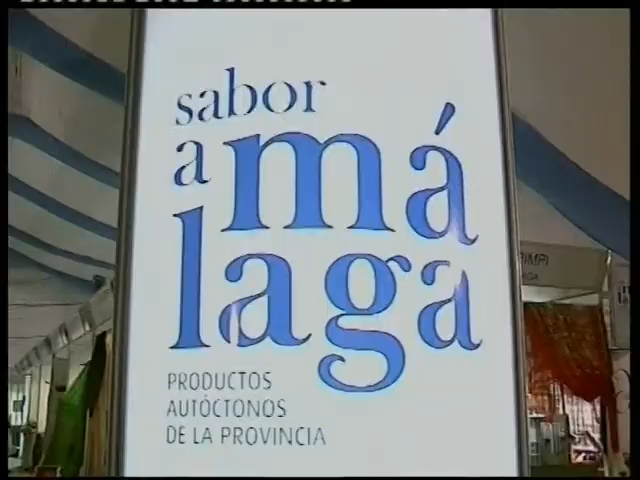 sabor
a má
laga
PRODUCTOS
AUTÓCTONOS
DE LA PROVINCIA